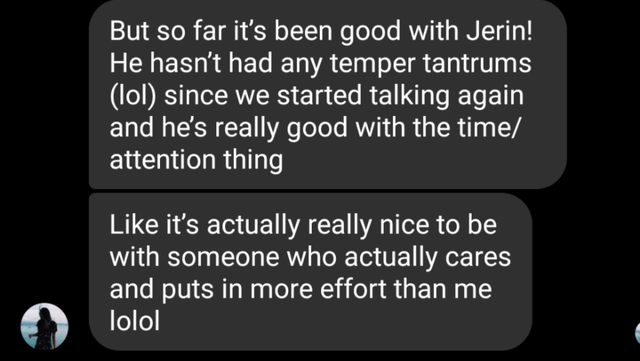 But so far it’s been good with Jerin!
He hasn’t had any temper tantrums
(lol) since we started talking again
and he’s really good with the time/
attention thing
Like it’s actually really nice to be
with someone who actually cares
and puts in more effort than me
lolol